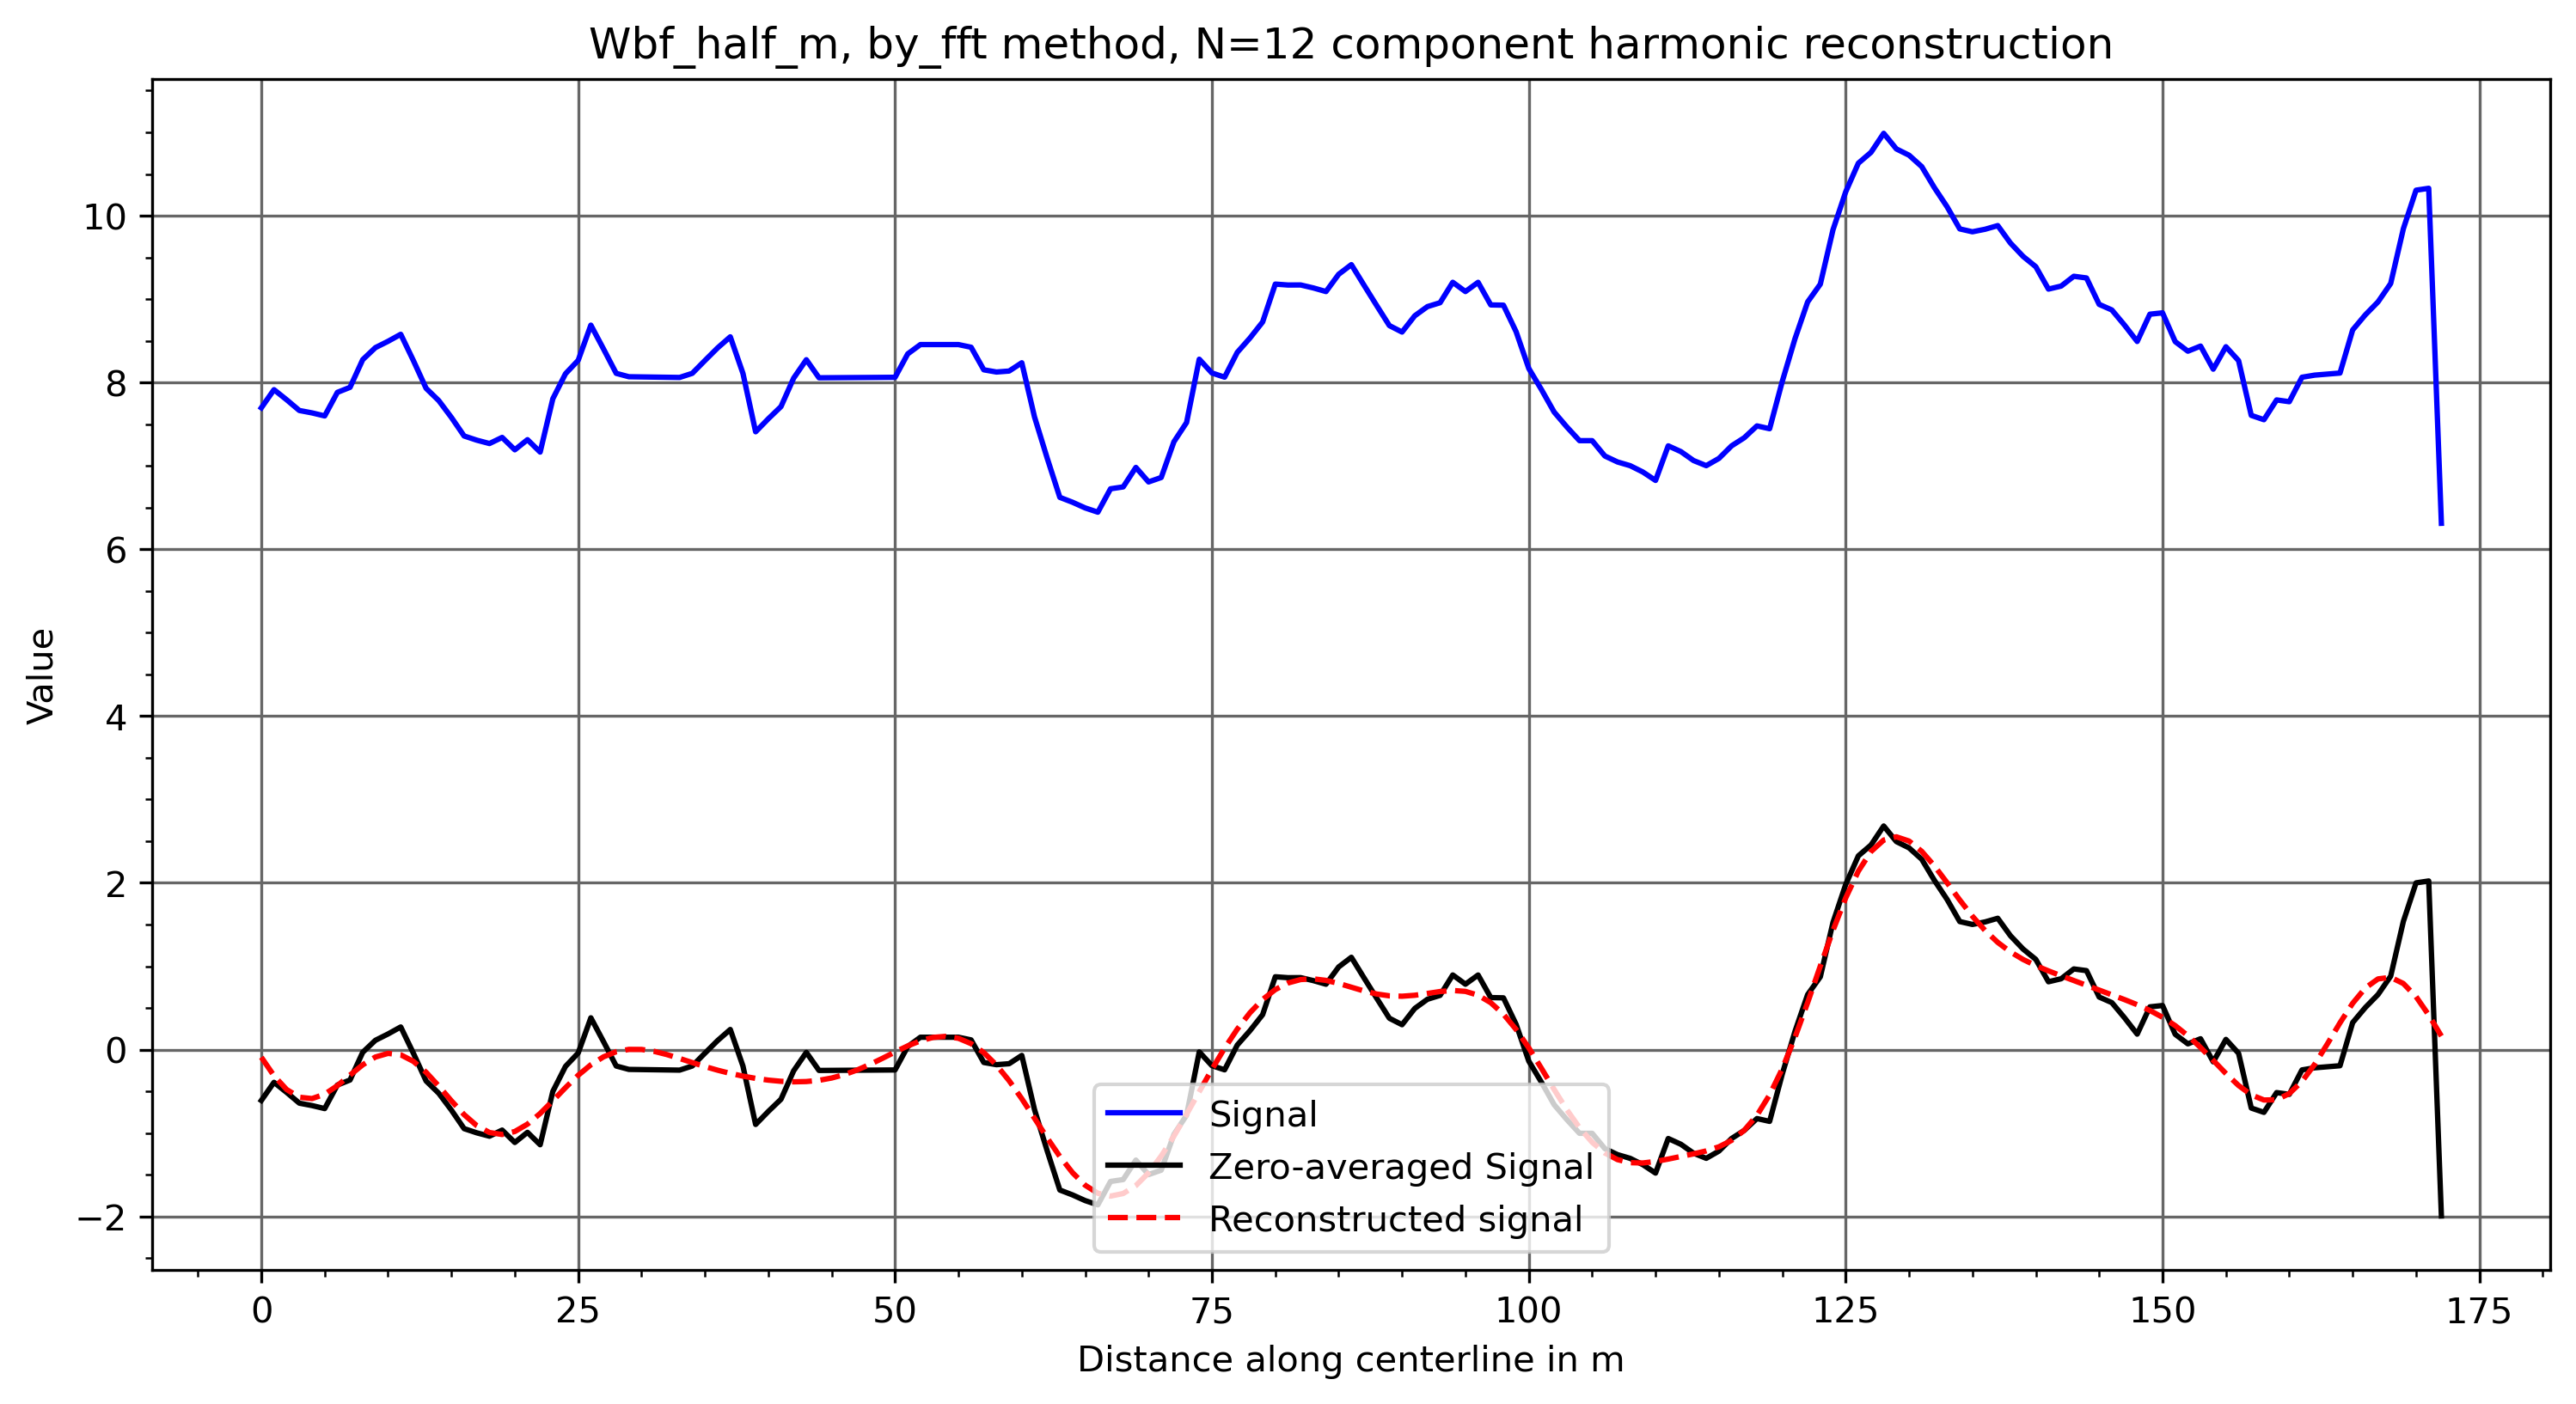 Wbf_half_m, by_fft method, N=12 component harmonic reconstruction
10
8
6
4
2
0
−2
Value
Signal
Zero-averaged Signal
Reconstructed signal
0 25 50 75 100 125 150 175
Distance along centerline in m